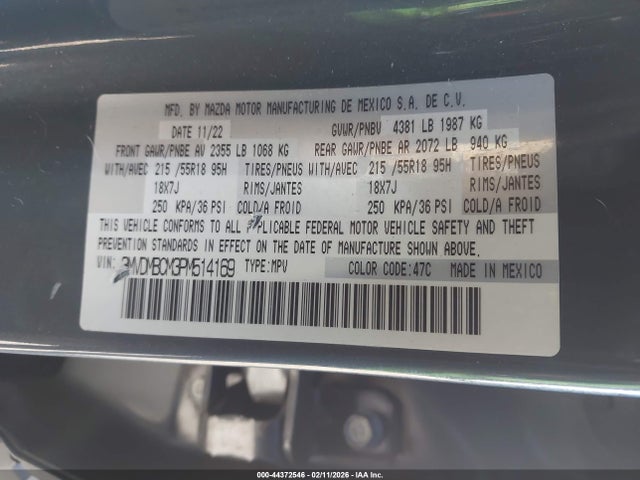 MFD. BY MAZDA MOTOR MANUFACTURING DE MEXICO S.A. DE C.V.
DATE 11/22 GVWR/PNBV 4381 LB 1987 KG
FRONT GAWR/PNBE AV 2355 LB 1068 KG REAR GAWR/PNBE AR 2072 LB 940 KG
WITH/AVEC 215 /55R18 95H TIRES/PNEUS WITH/AVEC 215 /55R18 95H TIRES/PNEUS
18X7J RIMS/JANTES 18X7J RIMS/JANTES
250 KPA/36 PSI COLD/A FROID 250 KPA/36 PSI COLD/A FROID
THIS VEHICLE CONFORMS TO ALL APPLICABLE FEDERAL MOTOR VEHICLE SAFETY AND THEFT
PREVENTION STANDARDS IN EFFECT ON THE DATE OF MANUFACTURE SHOWN ABOVE.
VIN: 3MVDMBCM3PM514169 TYPE:MPV COLOR CODE:47C MADE IN MEXICO
000-44372546 - 02/11/2026 - IAA Inc.